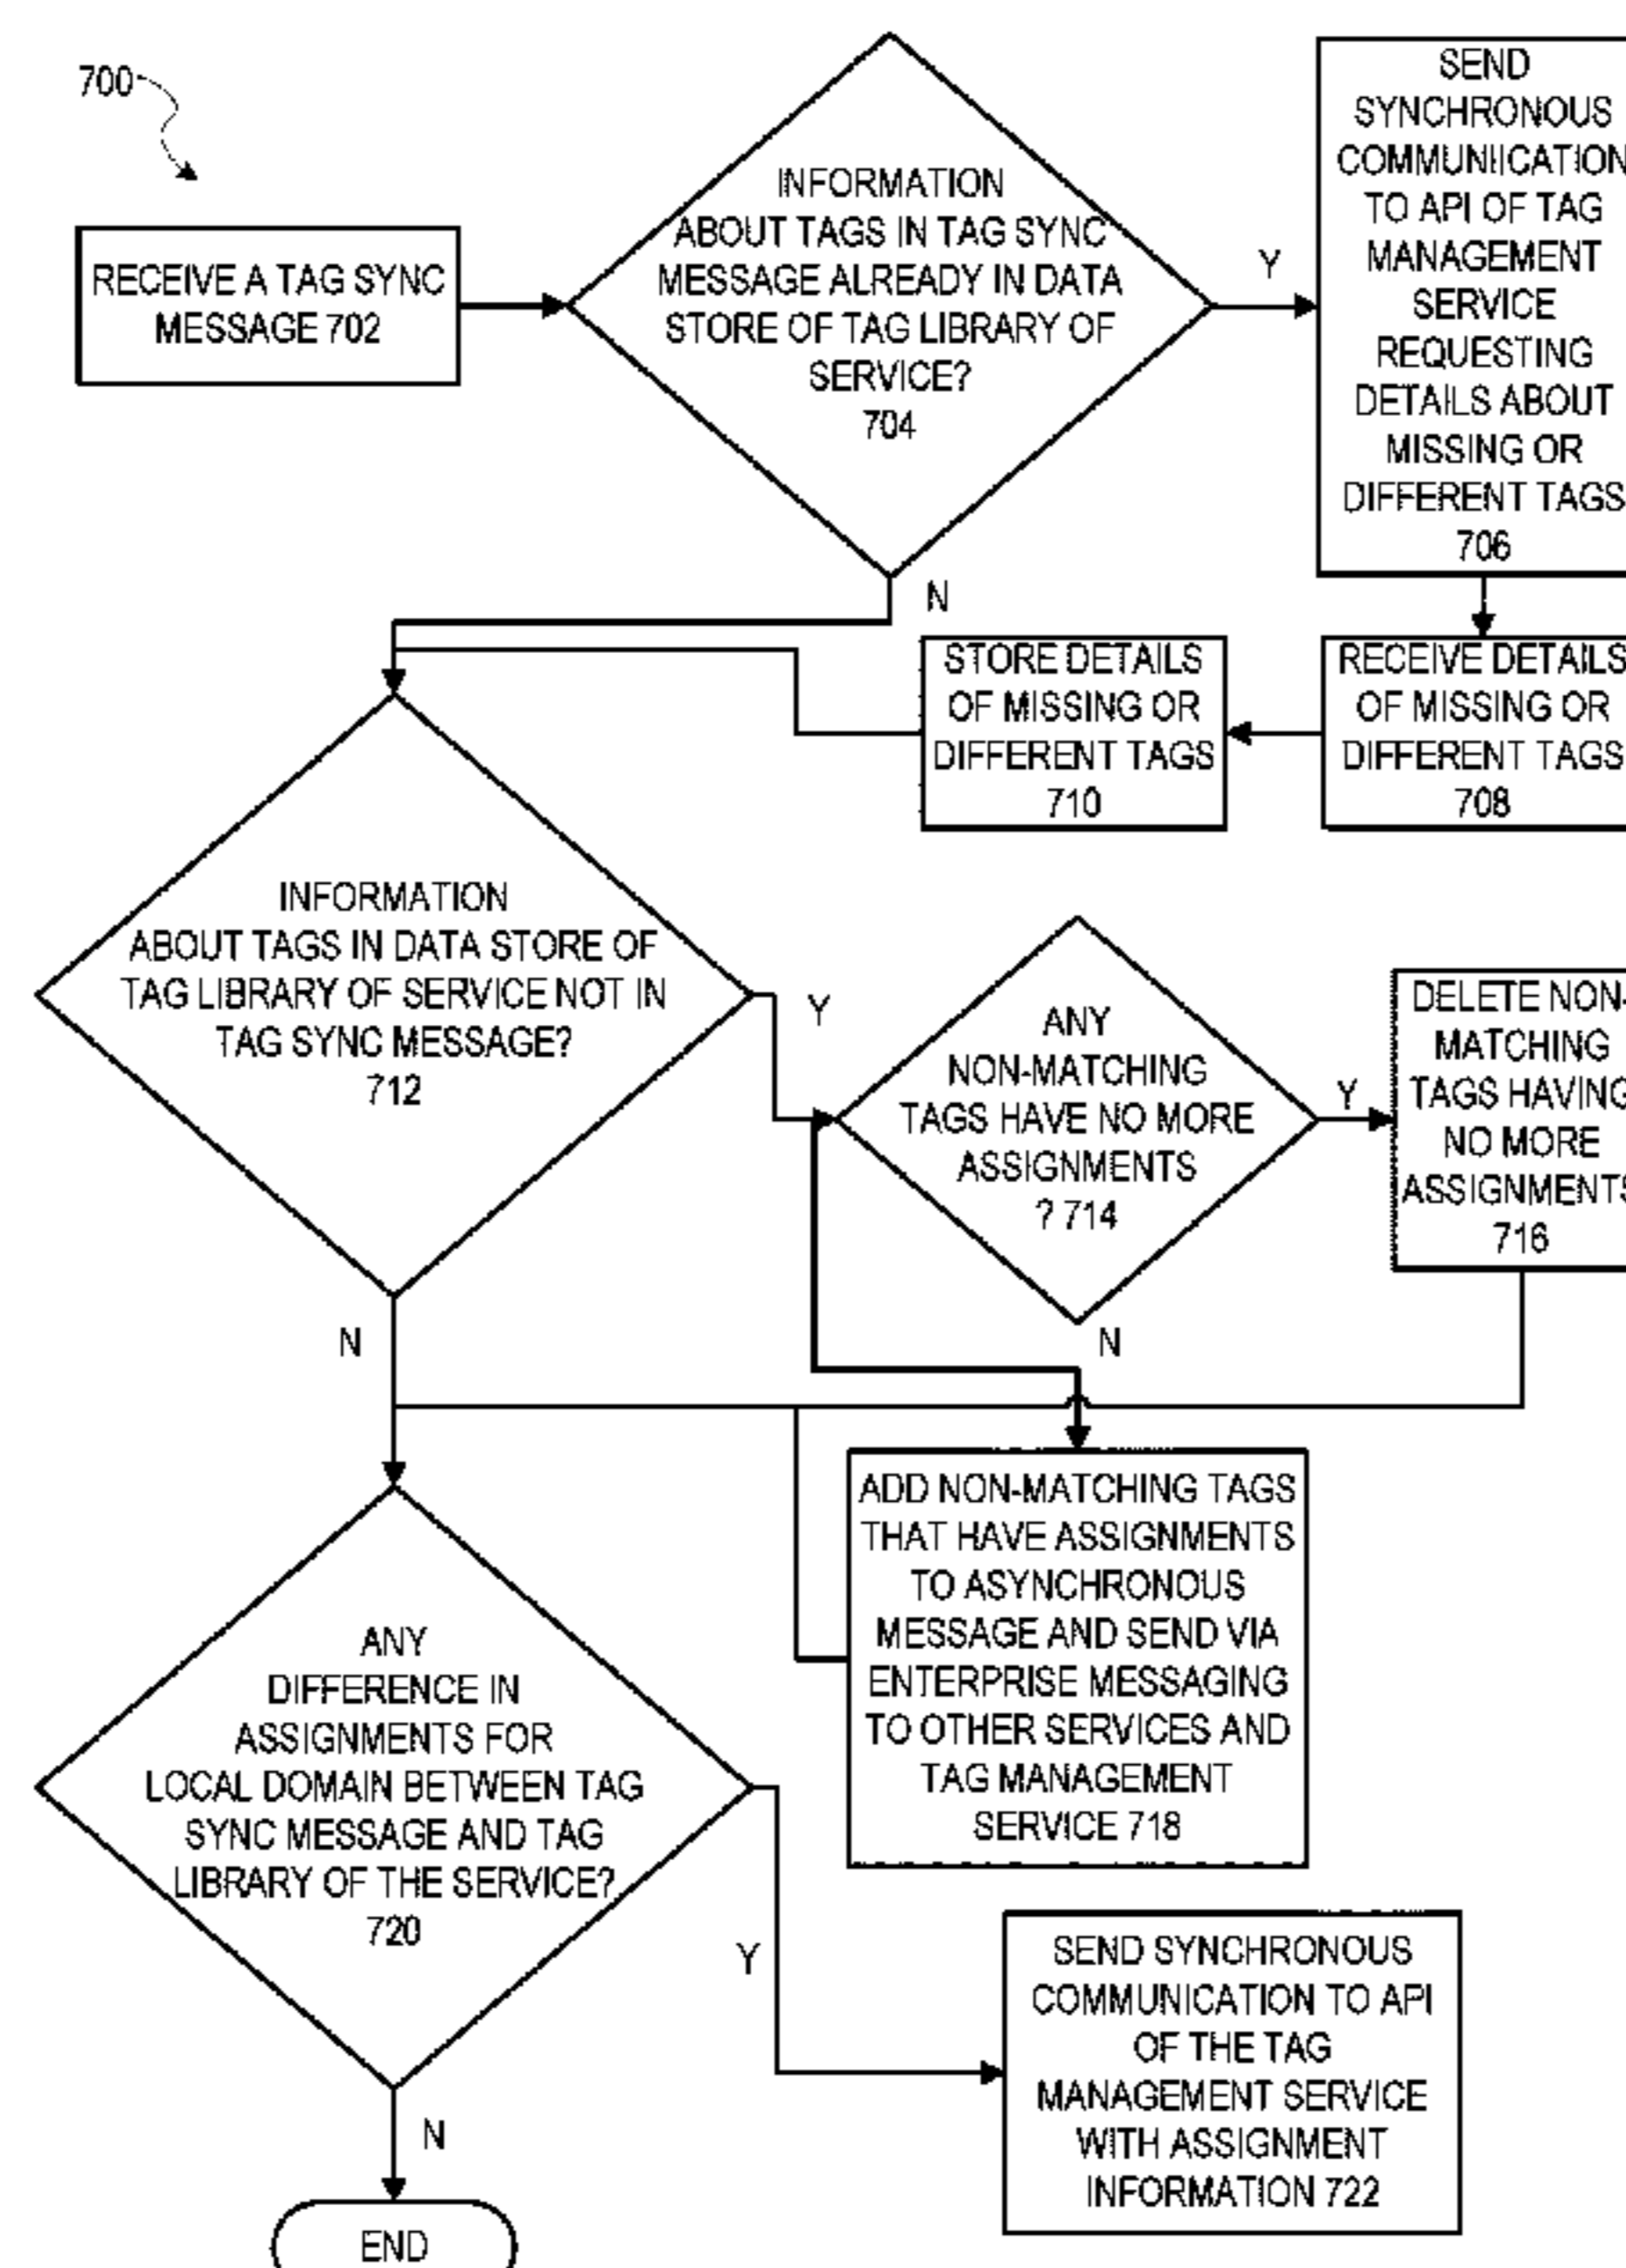 700
RECEIVE A TAG SYNC
MESSAGE 702
INFORMATION
ABOUT TAGS IN TAG SYNC
MESSAGE ALREADY IN DATA
STORE OF TAG LIBRARY OF
SERVICE?
704
Y
SEND
SYNCHRONOUS
COMMUNIICATION
TO API OF TAG
MANAGEMENT
SERVICE
REQUESTING
DETAILS ABOUT
MISSING OR
DIFFERENT TAGS
706
N
STORE DETAILS
OF MISSING OR
DIFFERENT TAGS
710
RECEIVE DETAILS
OF MISSING OR
DIFFERENT TAGS
708
INFORMATION
ABOUT TAGS IN DATA STORE OF
TAG LIBRARY OF SERVICE NOT IN
TAG SYNC MESSAGE?
712
Y
ANY
NON-MATCHING
TAGS HAVE NO MORE
ASSIGNMENTS
? 714
Y
DELETE NON-
MATCHING
TAGS HAVING
NO MORE
ASSIGNMENTS
716
N
N
ADD NON-MATCHING TAGS
THAT HAVE ASSIGNMENTS
TO ASYNCHRONOUS
MESSAGE AND SEND VIA
ENTERPRISE MESSAGING
TO OTHER SERVICES AND
TAG MANAGEMENT
SERVICE 718
ANY
DIFFERENCE IN
ASSIGNMENTS FOR
LOCAL DOMAIN BETWEEN TAG
SYNC MESSAGE AND TAG
LIBRARY OF THE SERVICE?
720
Y
SEND SYNCHRONOUS
COMMUNICATION TO API
OF THE TAG
MANAGEMENT SERVICE
WITH ASSIGNMENT
INFORMATION 722
N
END